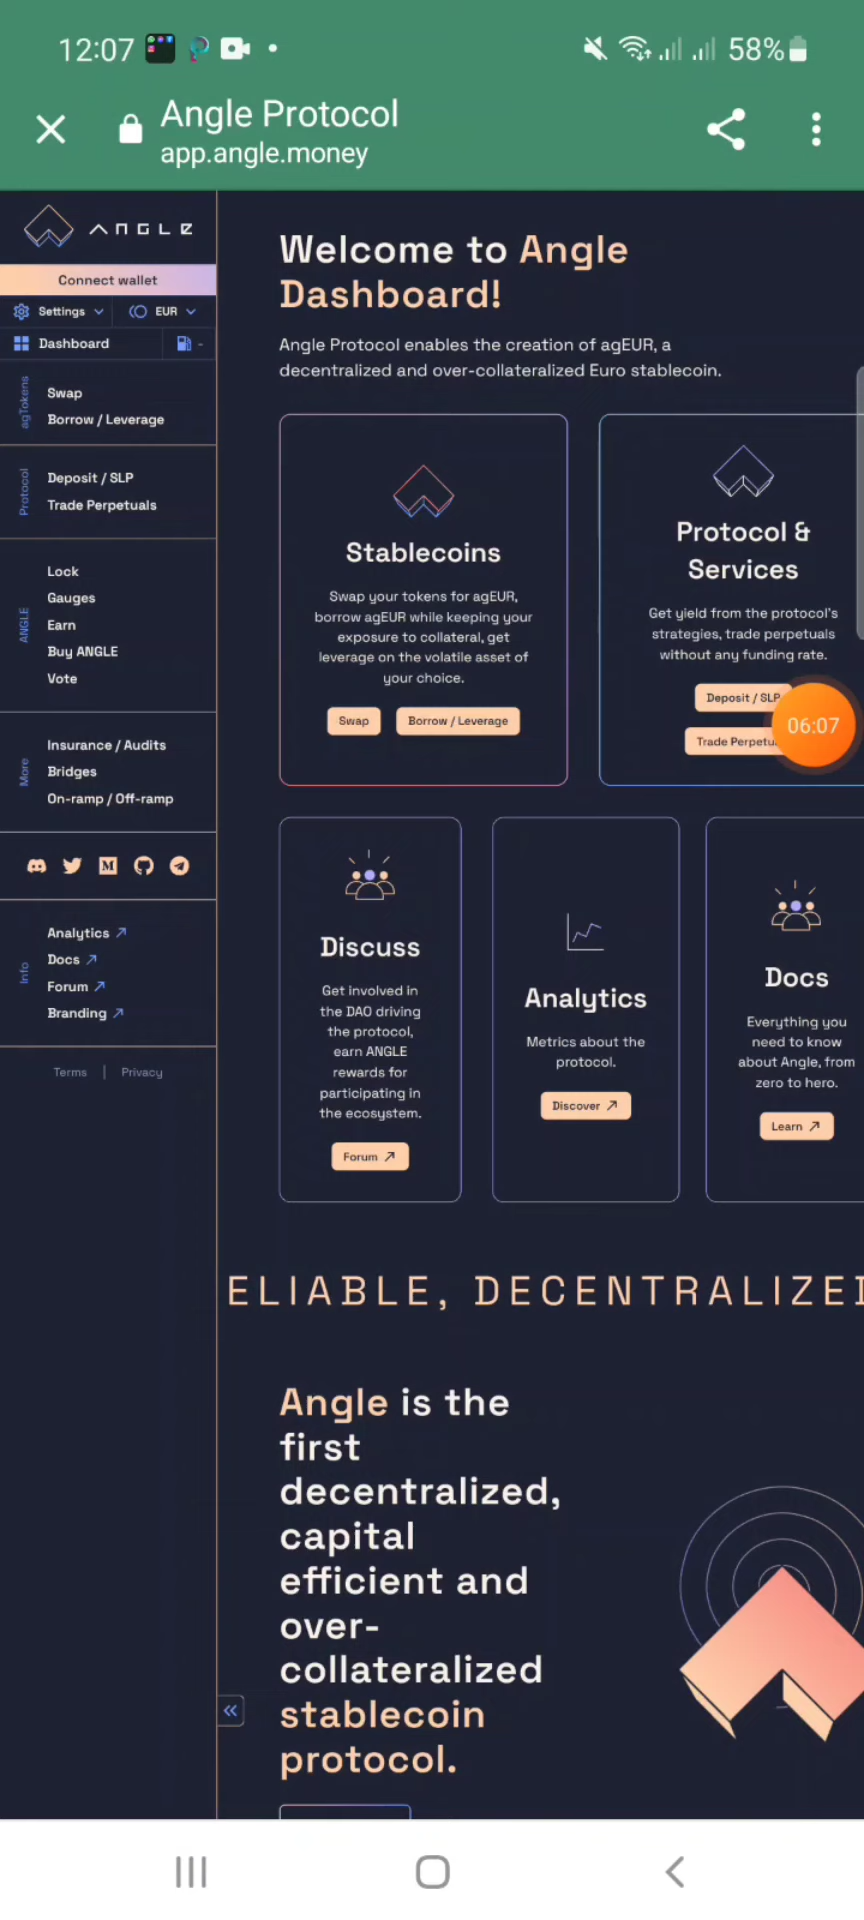 12:07
58%
Angle Protocol
app.angle.money
ANGLE
Connect wallet
Settings
EUR
Dashboard
-
agTokens
Swap
Borrow / Leverage
Protocol
Deposit / SLP
Trade Perpetuals
ANGLE
Lock
Gauges
Earn
Buy ANGLE
Vote
More
Insurance / Audits
Bridges
On-ramp / Off-ramp
Info
Analytics
Docs
Forum
Branding
Terms | Privacy
Welcome to Angle
Dashboard!
Angle Protocol enables the creation of agEUR, a
decentralized and over-collateralized Euro stablecoin.
Stablecoins
Swap your tokens for agEUR,
borrow agEUR while keeping your
exposure to collateral, get
leverage on the volatile asset of
your choice.
Swap
Borrow / Leverage
Protocol &
Services
Get yield from the protocol's
strategies, trade perpetuals
without any funding rate.
Deposit / SLP
Trade Perpetu
06:07
Discuss
Get involved in
the DAO driving
the protocol,
earn ANGLE
rewards for
participating in
the ecosystem.
Forum
Analytics
Metrics about the
protocol.
Discover
Docs
Everything you
need to know
about Angle, from
zero to hero.
Learn
ELIABLE, DECENTRALIZED
Angle is the
first
decentralized,
capital
efficient and
over-
collateralized
stablecoin
protocol.